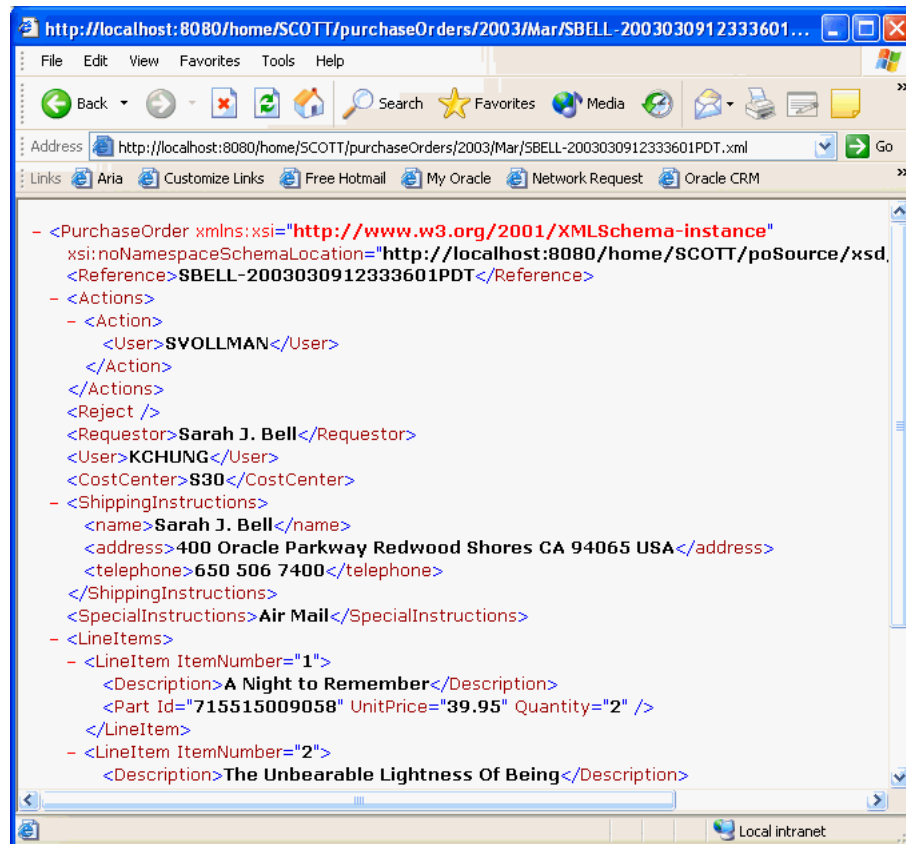 http://localhost:8080/home/SCOTT/purchaseOrders/2003/Mar/SBELL-2003030912333601...
File Edit View Favorites Tools Help
Back Search Favorites Media »
Address http://localhost:8080/home/SCOTT/purchaseOrders/2003/Mar/SBELL-2003030912333601PDT.xml Go
Links Aria Customize Links Free Hotmail My Oracle Network Request Oracle CRM »
- <PurchaseOrder xmlns:xsi="http://www.w3.org/2001/XMLSchema-instance"
xsi:noNamespaceSchemaLocation="http://localhost:8080/home/SCOTT/poSource/xsd,
<Reference>SBELL-2003030912333601PDT</Reference>
- <Actions>
- <Action>
<User>SVOLLMAN</User>
</Action>
</Actions>
<Reject />
<Requestor>Sarah J. Bell</Requestor>
<User>KCHUNG</User>
<CostCenter>S30</CostCenter>
- <ShippingInstructions>
<name>Sarah J. Bell</name>
<address>400 Oracle Parkway Redwood Shores CA 94065 USA</address>
<telephone>650 506 7400</telephone>
</ShippingInstructions>
<SpecialInstructions>Air Mail</SpecialInstructions>
- <LineItems>
- <LineItem ItemNumber="1">
<Description>A Night to Remember</Description>
<Part Id="715515009058" UnitPrice="39.95" Quantity="2" />
</LineItem>
- <LineItem ItemNumber="2">
<Description>The Unbearable Lightness Of Being</Description>
Local intranet